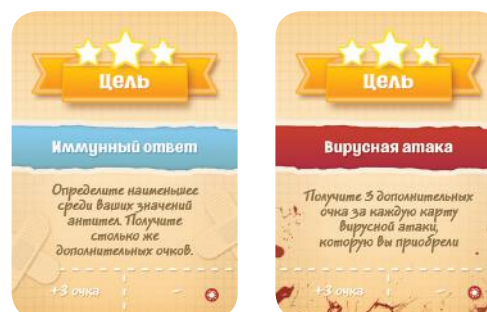 Цель
Иммунный ответ
Определите наименьшее
среди ваших значений
антител. Получите
столько же
дополнительных очков.
+3 очка
–
Цель
Вирусная атака
Получите 3 дополнительных
очка за каждую карту
вирусной атаки,
которую вы приобрели
+3 очка
–